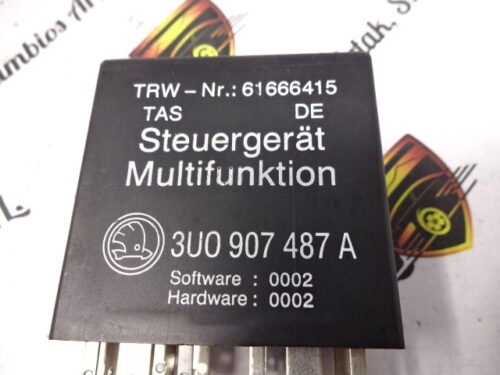 TRW-Nr.: 61666415
TAS DE
Steuergerät
Multifunktion
3U0 907 487 A
Software : 0002
Hardware : 0002